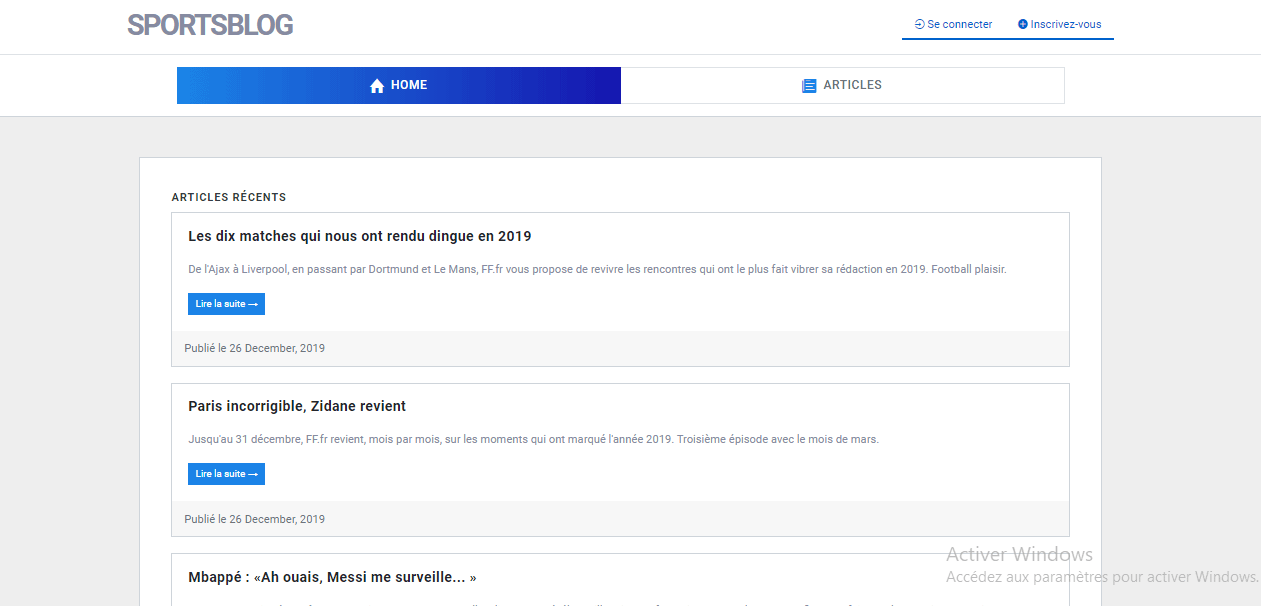 SPORTSBLOG
Se connecter
Inscrivez-vous
HOME
ARTICLES
ARTICLES RÉCENTS
Les dix matches qui nous ont rendu dingue en 2019
De l'Ajax à Liverpool, en passant par Dortmund et Le Mans, FF.fr vous propose de revivre les rencontres qui ont le plus fait vibrer sa rédaction en 2019. Football plaisir.
Lire la suite →
Publié le 26 December, 2019
Paris incorrigible, Zidane revient
Jusqu'au 31 décembre, FF.fr revient, mois par mois, sur les moments qui ont marqué l'année 2019. Troisième épisode avec le mois de mars.
Lire la suite →
Publié le 26 December, 2019
Activer Windows
Accédez aux paramètres pour activer Windows.
Mbappé : «Ah ouais, Messi me surveille... »